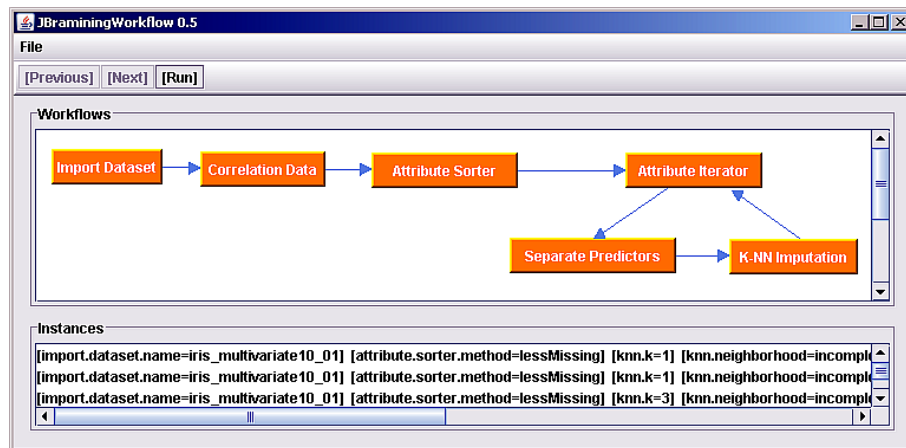 JBraminingWorkflow 0.5
File
[Previous] [Next] [Run]
Workflows
Import Dataset
Correlation Data
Attribute Sorter
Attribute Iterator
Separate Predictors
K-NN Imputation
Instances
[import.dataset.name=iris_multivariate10_01] [attribute.sorter.method=lessMissing] [knn.k=1] [knn.neighborhood=incompl
[import.dataset.name=iris_multivariate10_01] [attribute.sorter.method=lessMissing] [knn.k=1] [knn.neighborhood=incompl
[import.dataset.name=iris_multivariate10_01] [attribute.sorter.method=lessMissing] [knn.k=3] [knn.neighborhood=incompl